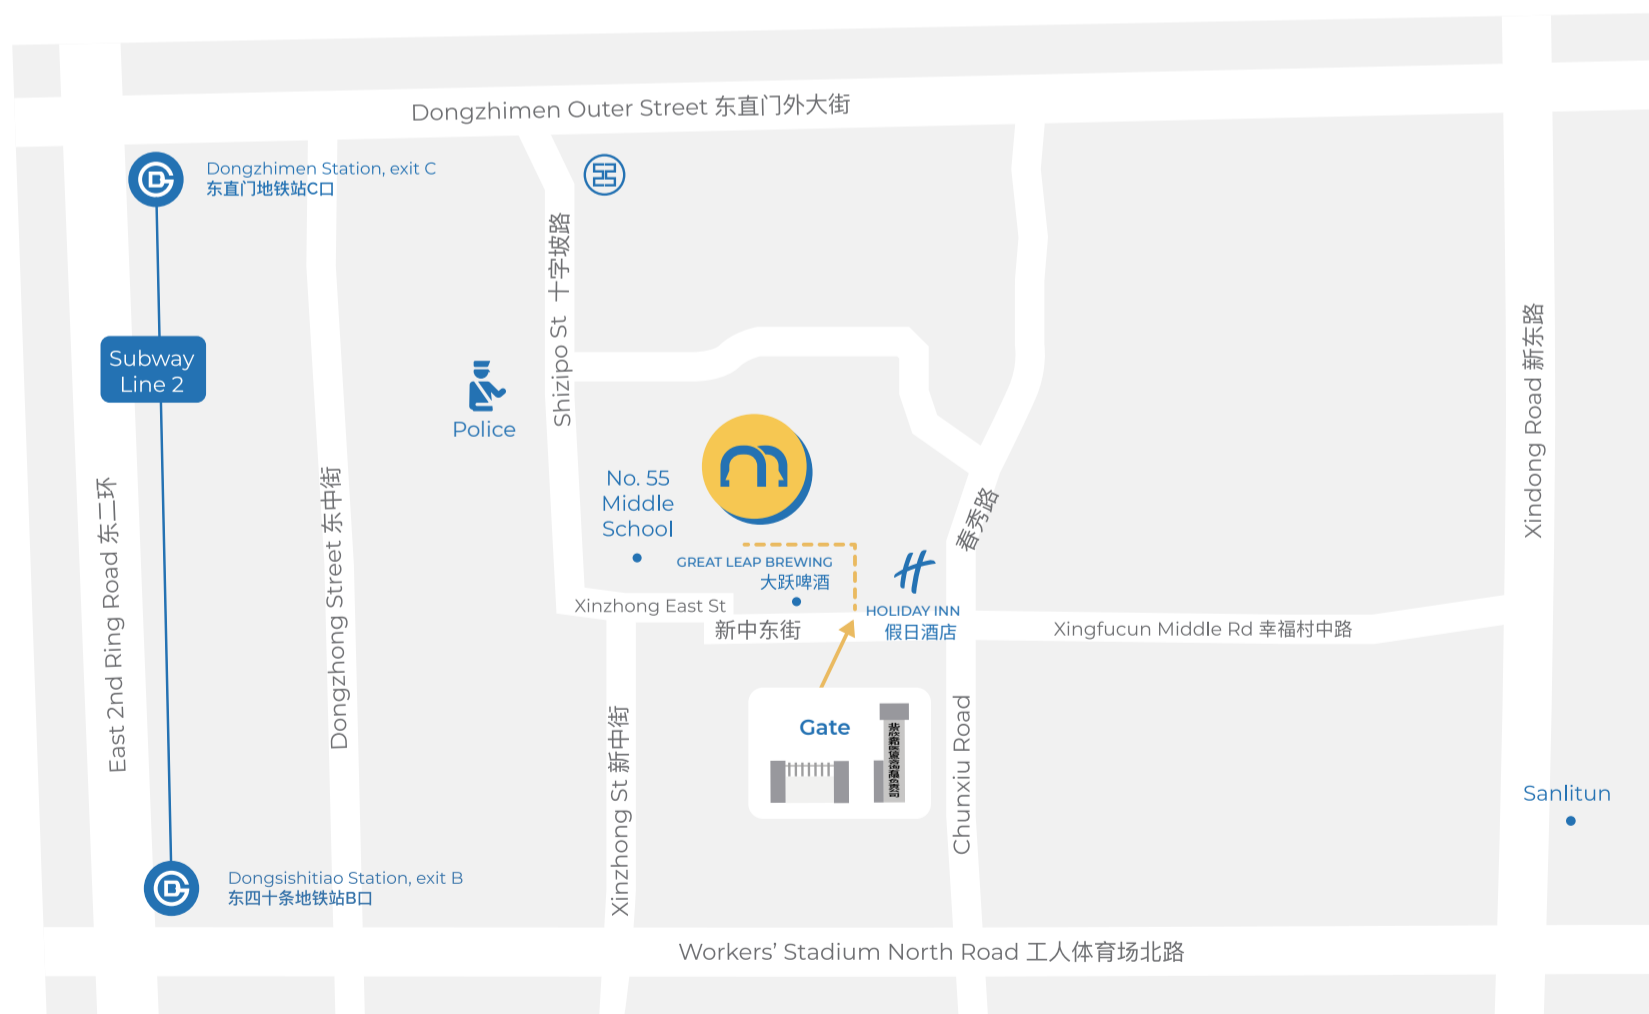 Dongzhimen Outer Street 东直门外大街
Dongzhimen Station, exit C
东直门地铁站C口
Subway
Line 2
Shizipo St 十字坡路
Police
No. 55
Middle
School
GREAT LEAP BREWING
大跃啤酒
HOLIDAY INN
假日酒店
春秀路
Xindong Road 新东路
East 2nd Ring Road 东二环
Dongzhong Street 东中街
Xinzhong East St
新中东街
Xingfucun Middle Rd 幸福村中路
Gate
Xinzhong St 新中街
Chunxiu Road
Sanlitun
Dongsishitiao Station, exit B
东四十条地铁站B口
Workers’ Stadium North Road 工人体育场北路